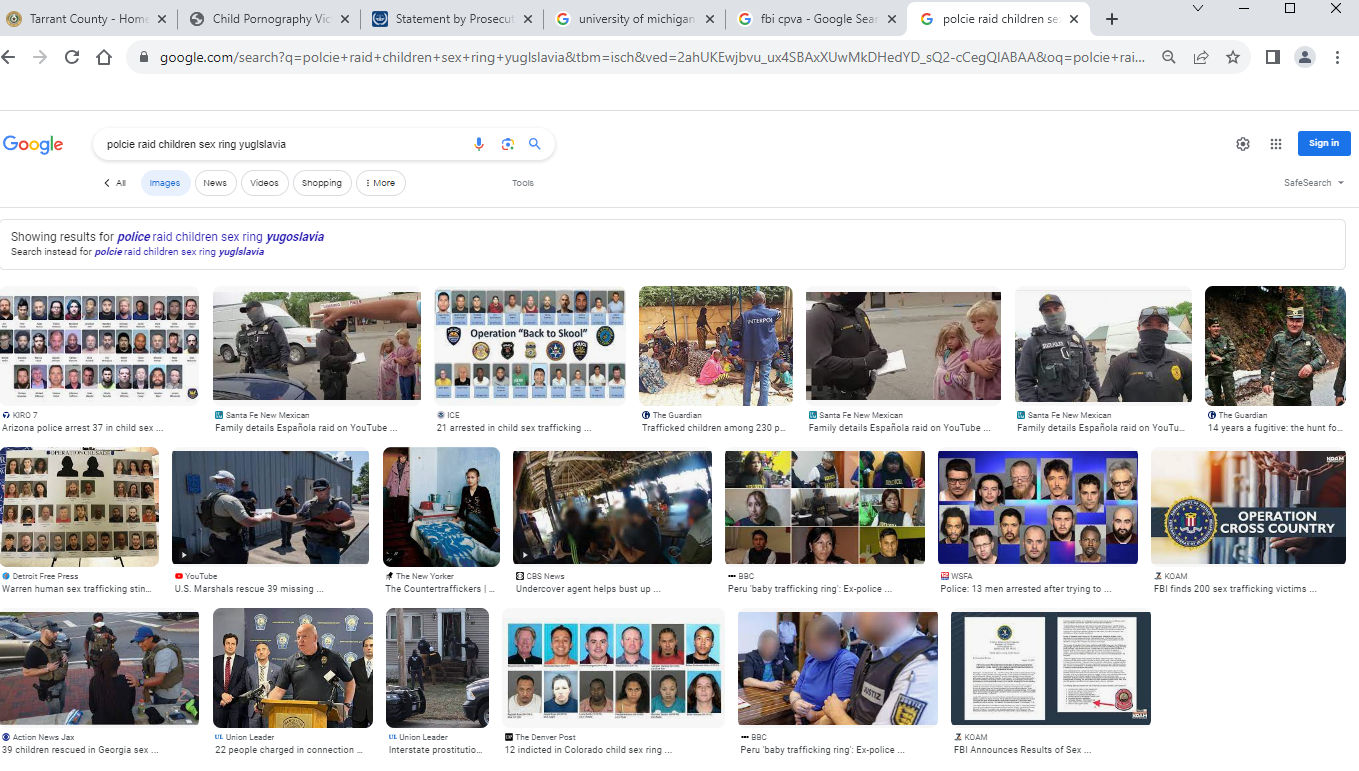 Tarrant County - Home
Child Pornography Vic
Statement by Prosecut
university of michigan
fbi cpva - Google Sear
polcie raid children se
google.com/search?q=polcie+raid+children+sex+ring+yuglslavia&tbm=isch&ved=2ahUKEwjbvu_ux4SBAxXUwMkDHedYD_sQ2-cCegQIABAA&oq=polcie+rai...
Google
polcie raid children sex ring yuglslavia
Sign in
All
Images
News
Videos
Shopping
More
Tools
SafeSearch
Showing results for police raid children sex ring yugoslavia
Search instead for polcie raid children sex ring yuglslavia
Operation "Back to Skool"
INTERPOL
KIRO 7
Santa Fe New Mexican
ICE
The Guardian
Santa Fe New Mexican
Santa Fe New Mexican
The Guardian
Arizona police arrest 37 in child sex ...
Family details Española raid on YouTube ...
21 arrested in child sex trafficking ...
Trafficked children among 230 p...
Family details Española raid on YouTube ...
Family details Española raid on YouTu...
14 years a fugitive: the hunt fo...
KOAM
OPERATION
CROSS COUNTRY
Detroit Free Press
YouTube
The New Yorker
CBS News
BBC
WSFA
KOAM
Warren human sex trafficking stin...
U.S. Marshals rescue 39 missing ...
The Countertraffickers | ...
Undercover agent helps bust up ...
Peru 'baby trafficking ring': Ex-police ...
Police: 13 men arrested after trying to ...
FBI finds 200 sex trafficking victims ...
JUSTIZ
KOAM
Action News Jax
Union Leader
Union Leader
The Denver Post
BBC
KOAM
39 children rescued in Georgia sex ...
22 people charged in connection ...
Interstate prostitutio...
12 indicted in Colorado child sex ring ...
Peru 'baby trafficking ring': Ex-police ...
FBI Announces Results of Sex ...